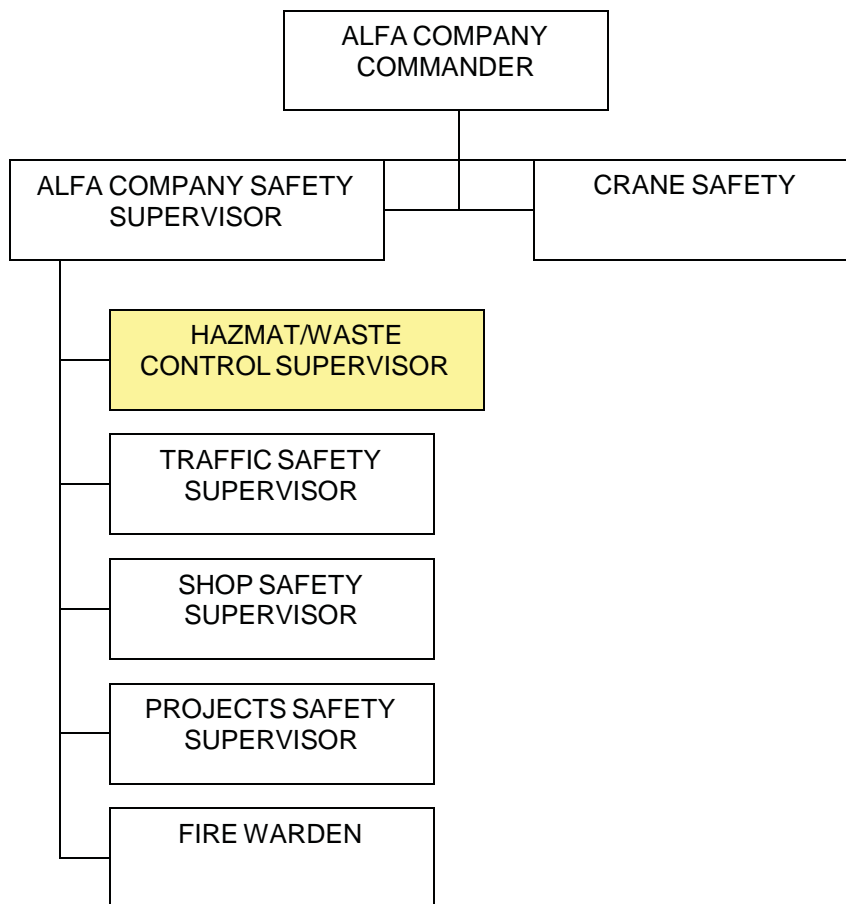 ALFA COMPANY
COMMANDER
ALFA COMPANY SAFETY
SUPERVISOR
CRANE SAFETY
HAZMAT/WASTE
CONTROL SUPERVISOR
TRAFFIC SAFETY
SUPERVISOR
SHOP SAFETY
SUPERVISOR
PROJECTS SAFETY
SUPERVISOR
FIRE WARDEN